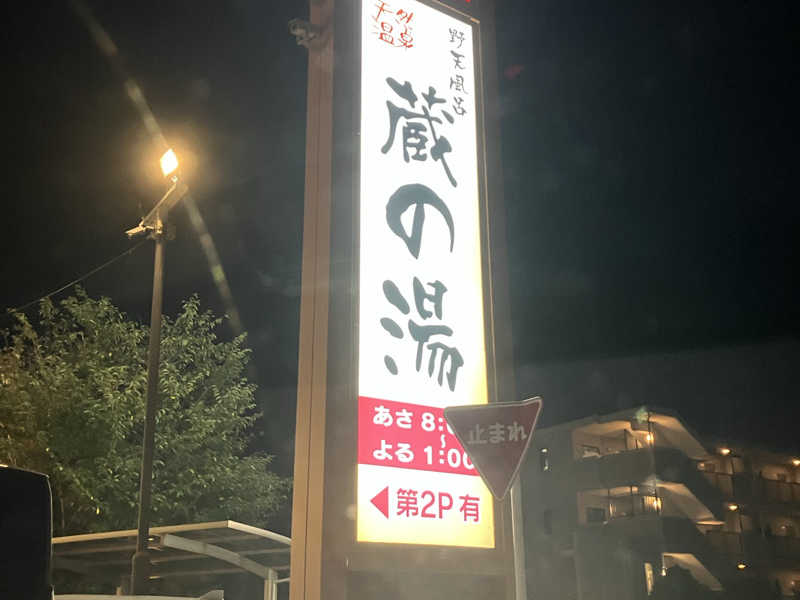 天然
温泉
野天風呂
蔵の湯
あさ 8:
〜
よる 1:00
第2P有
止まれ